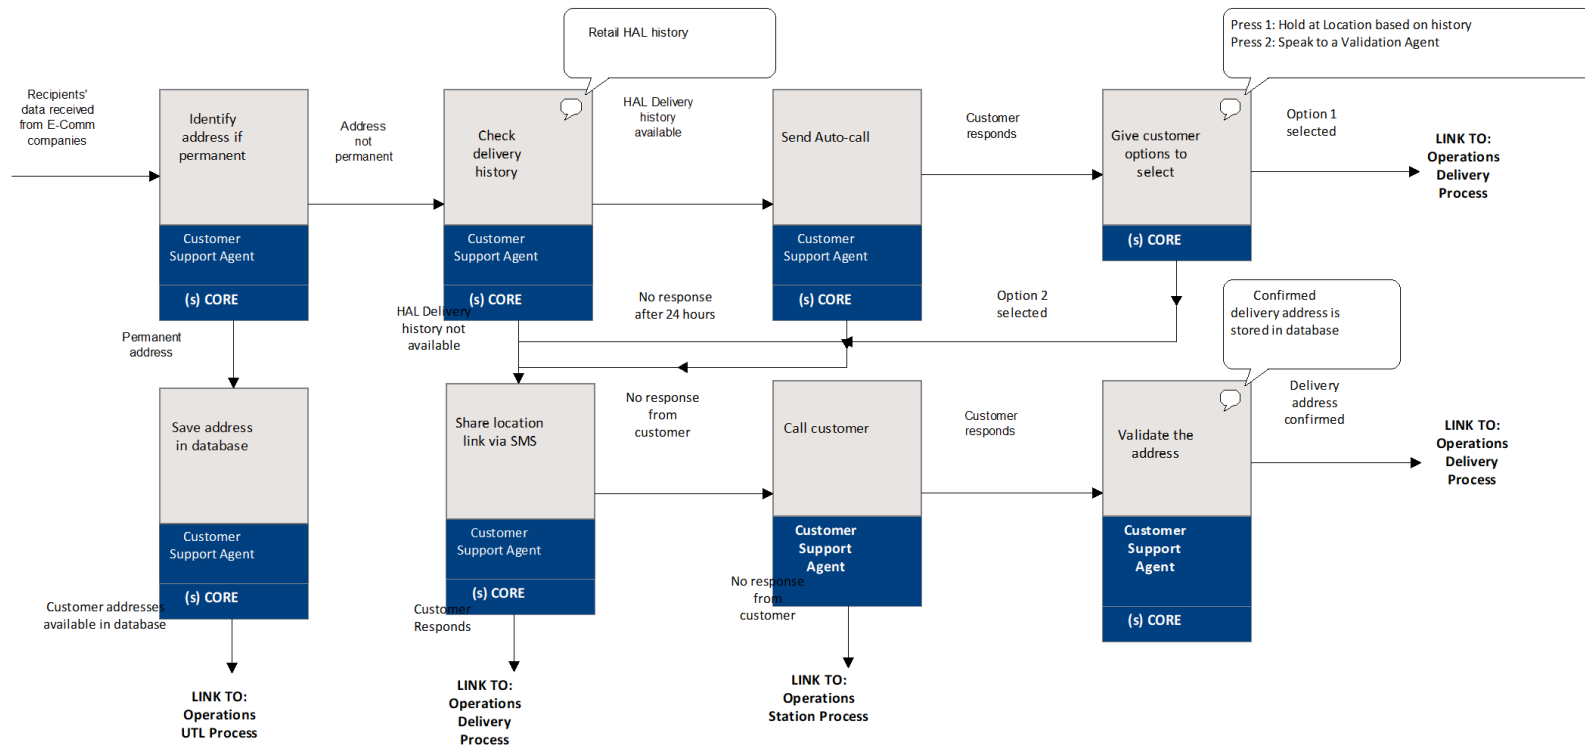 Retail HAL history
Press 1: Hold at Location based on history
Press 2: Speak to a Validation Agent
Recipients'
data received
from E-Comm
companies
Identify
address if
permanent
Customer
Support Agent
(s) CORE
Address
not
permanent
Check
delivery
history
Customer
Support Agent
(s) CORE
HAL Delivery
history
available
Send Auto-call
Customer
Support Agent
(s) CORE
Customer
responds
Give customer
options to
select
(s) CORE
Option 1
selected
LINK TO:
Operations
Delivery
Process
Permanent
address
HAL Delivery
history not
available
No response
after 24 hours
Option 2
selected
Confirmed
delivery address is
stored in database
Save address
in database
Customer
Support Agent
(s) CORE
Share location
link via SMS
Customer
Support Agent
(s) CORE
No response
from
customer
Call customer
Customer
Support
Agent
Customer
responds
Validate the
address
Customer
Support
Agent
(s) CORE
Delivery
address
confirmed
LINK TO:
Operations
Delivery
Process
Customer addresses
available in database
Customer
Responds
No response
from
customer
LINK TO:
Operations
UTL Process
LINK TO:
Operations
Delivery
Process
LINK TO:
Operations
Station Process